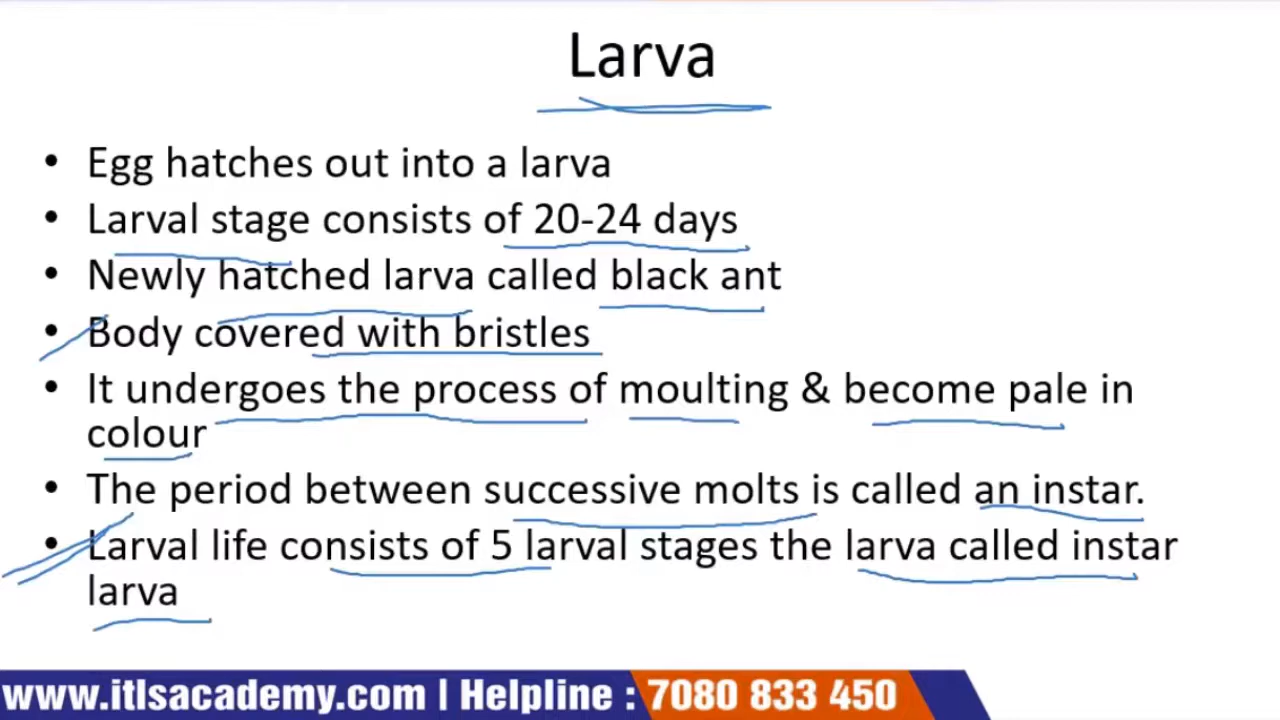 Larva
• Egg hatches out into a larva
• Larval stage consists of 20-24 days
• Newly hatched larva called black ant
• Body covered with bristles
• It undergoes the process of moulting & become pale in
colour
• The period between successive molts is called an instar.
• Larval life consists of 5 larval stages the larva called instar
larva
www.itlsacademy.com | Helpline : 7080 833 450